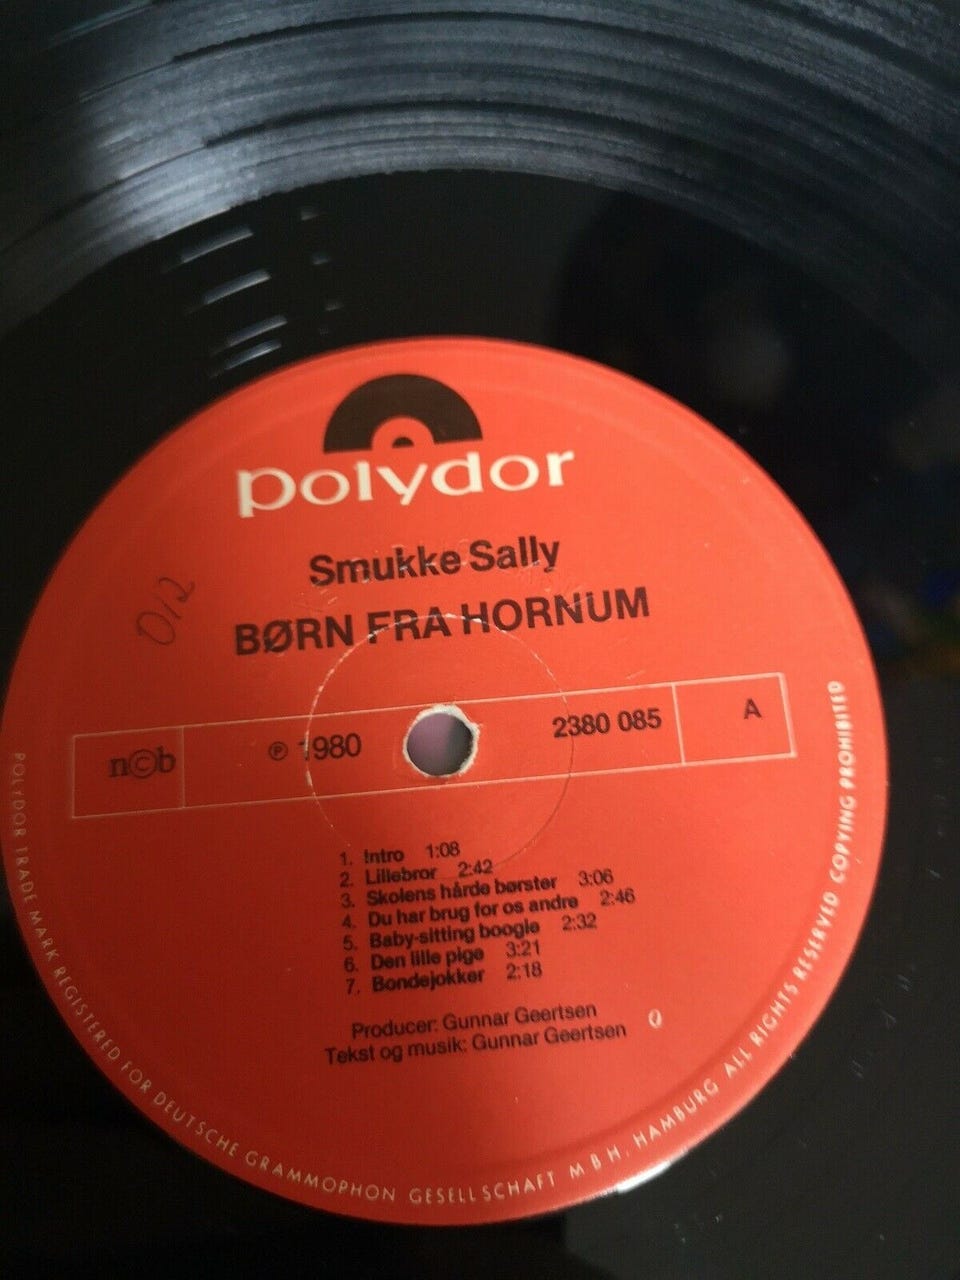 polydor
Smukke Sally
BØRN FRA HORNUM
012
n©b ℗ 1980 2380 085 A
1. Intro 1:08
2. Lillebror 2:42
3. Skolens hårde børster 3:06
4. Du har brug for os andre 2:46
5. Baby-sitting boogie 2:32
6. Den lille pige 3:21
7. Bondejokker 2:18
Producer: Gunnar Geertsen
Tekst og musik: Gunnar Geertsen
POLYDOR TRADE MARK REGISTERED FOR DEUTSCHE GRAMMOPHON GESELLSCHAFT M B H, HAMBURG ALL RIGHTS RESERVED COPYING PROHIBITED